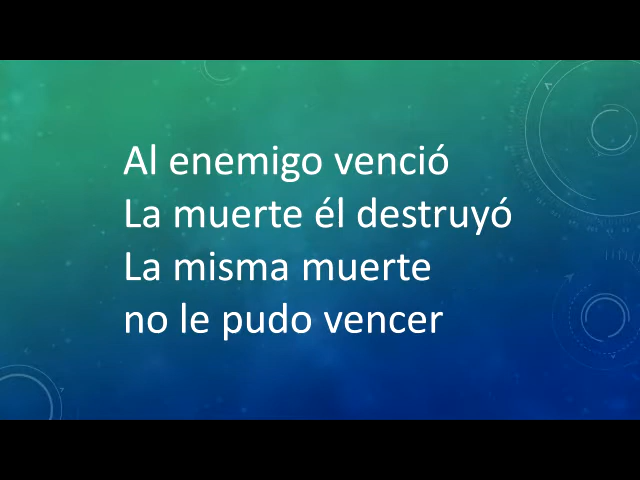 Al enemigo venció
La muerte él destruyó
La misma muerte
no le pudo vencer